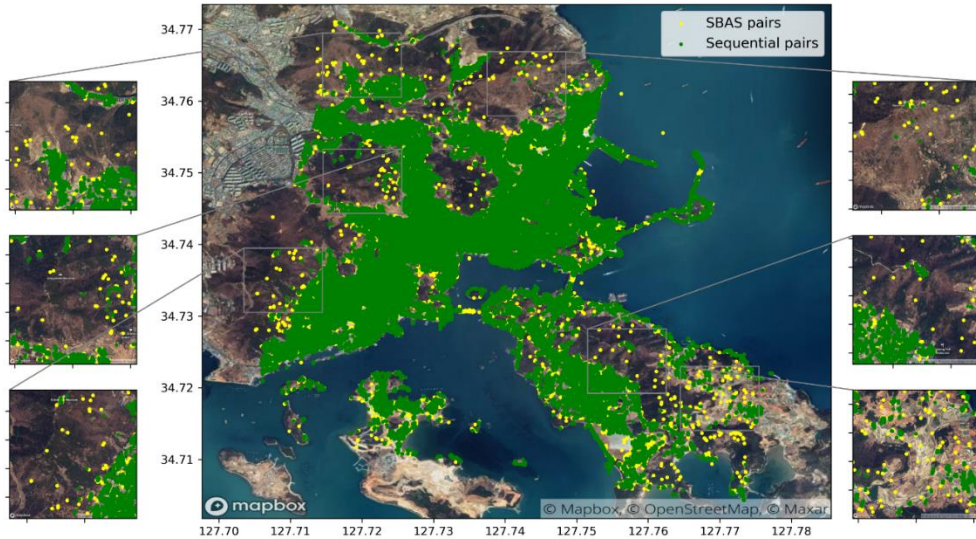 SBAS pairs
Sequential pairs
34.77
34.76
34.75
34.74
34.73
34.72
34.71
mapbox
© Mapbox, © OpenStreetMap, © Maxar
127.70 127.71 127.72 127.73 127.74 127.75 127.76 127.77 127.78